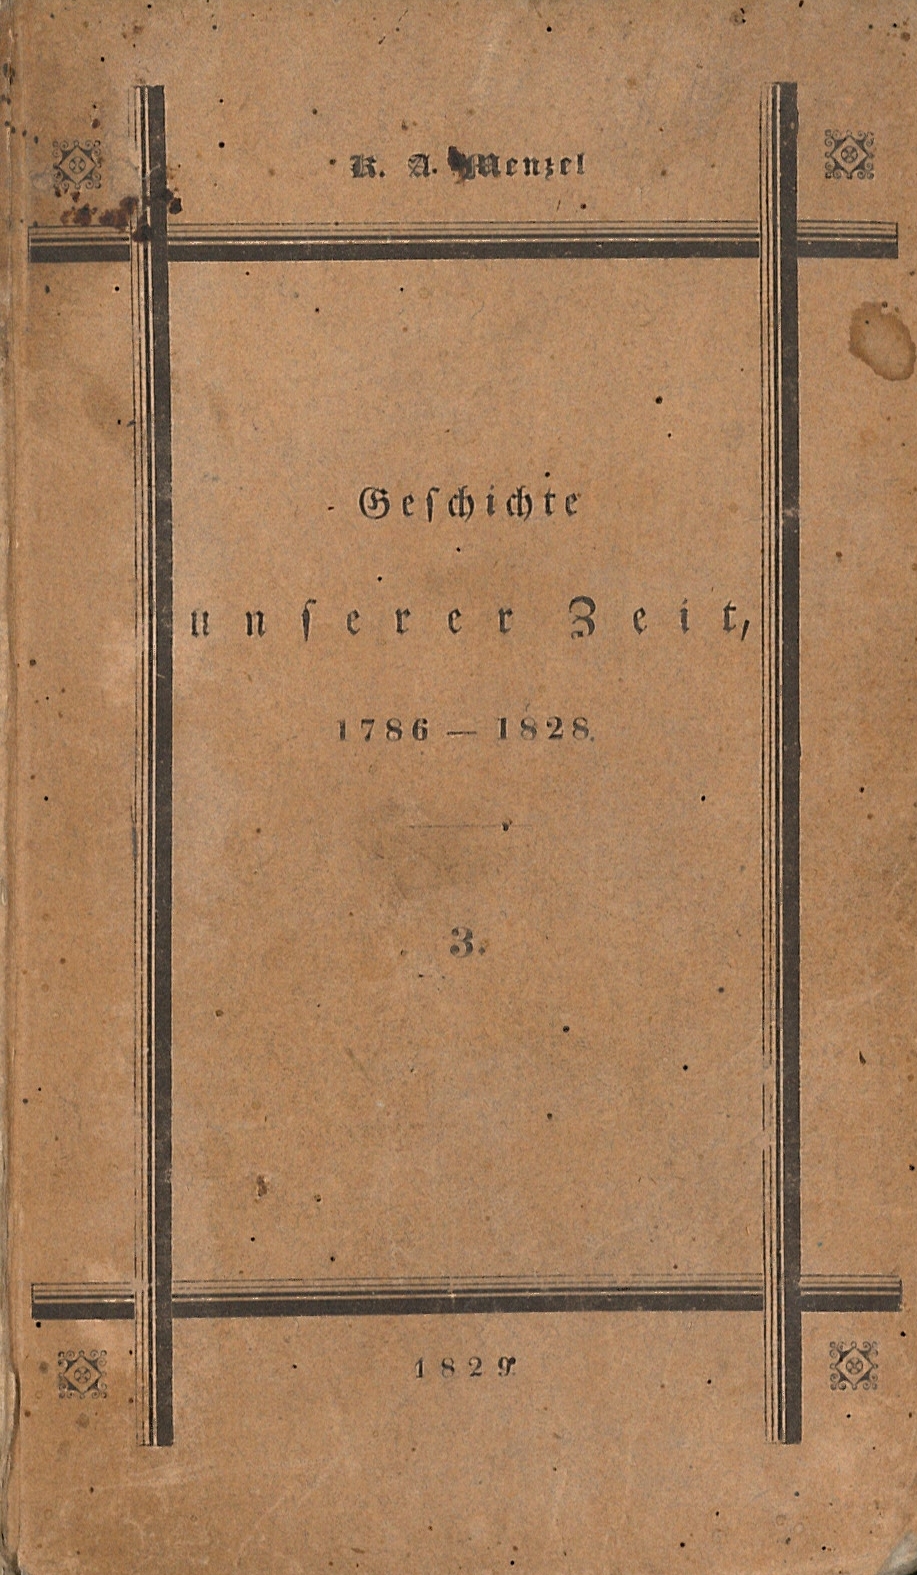 K. A. Menzel
Geſchichte
unſerer Zeit,
1786 — 1828.
3.
1829.